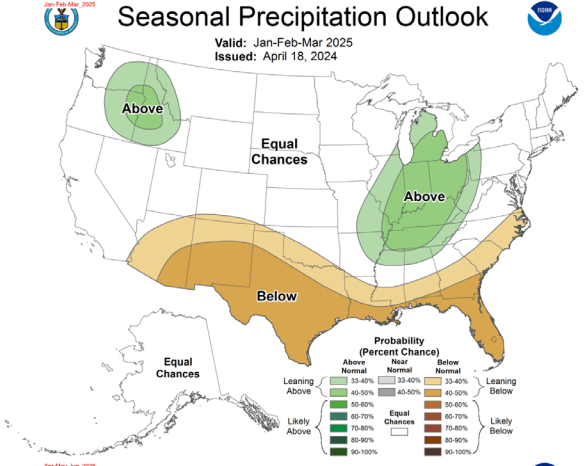 Jan-Feb-Mar 2025
Seasonal Precipitation Outlook
NOAA
Valid: Jan-Feb-Mar 2025
Issued: April 18, 2024
Above
Equal
Chances
Above
Below
Equal
Chances
Probability
(Percent Chance)
Above
Normal
Near
Normal
Below
Normal
Leaning
Above
33-40%
33-40%
33-40%
Leaning
Below
40-50%
40-50%
40-50%
Likely
Above
50-60%
60-70%
70-80%
80-90%
90-100%
Equal
Chances
50-60%
60-70%
70-80%
80-90%
90-100%
Likely
Below